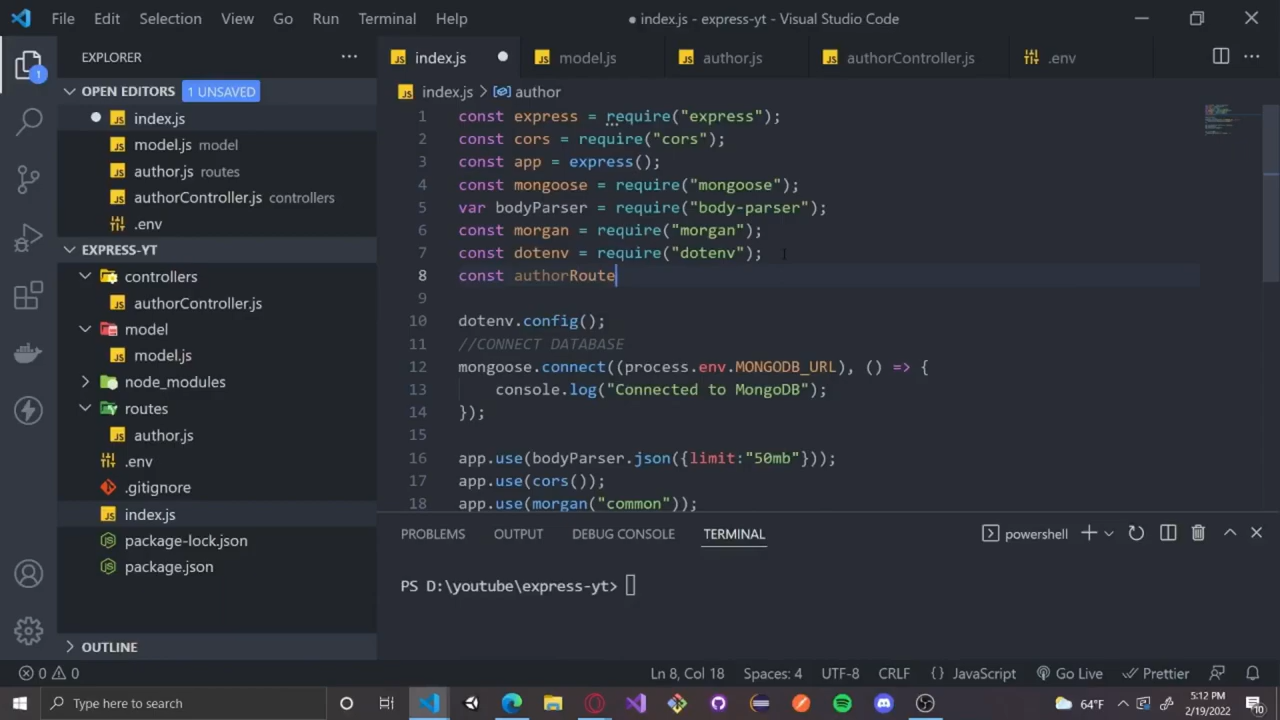 File Edit Selection View Go Run Terminal Help ● index.js - express-yt - Visual Studio Code
EXPLORER
index.js model.js author.js authorController.js .env
OPEN EDITORS 1 UNSAVED
index.js
model.js model
author.js routes
authorController.js controllers
.env
EXPRESS-YT
controllers
authorController.js
model
model.js
node_modules
routes
author.js
.env
.gitignore
index.js
package-lock.json
package.json
OUTLINE
index.js > author
1 const express = require("express");
2 const cors = require("cors");
3 const app = express();
4 const mongoose = require("mongoose");
5 var bodyParser = require("body-parser");
6 const morgan = require("morgan");
7 const dotenv = require("dotenv");
8 const authorRoute
9
10 dotenv.config();
11 //CONNECT DATABASE
12 mongoose.connect((process.env.MONGODB_URL), () => {
13 console.log("Connected to MongoDB");
14 });
15
16 app.use(bodyParser.json({limit:"50mb"}));
17 app.use(cors());
18 app.use(morgan("common"));
PROBLEMS OUTPUT DEBUG CONSOLE TERMINAL powershell
PS D:\youtube\express-yt>
0 0 Ln 8, Col 18 Spaces: 4 UTF-8 CRLF {} JavaScript Go Live Prettier
Type here to search 64°F 5:12 PM
2/19/2022
1
10